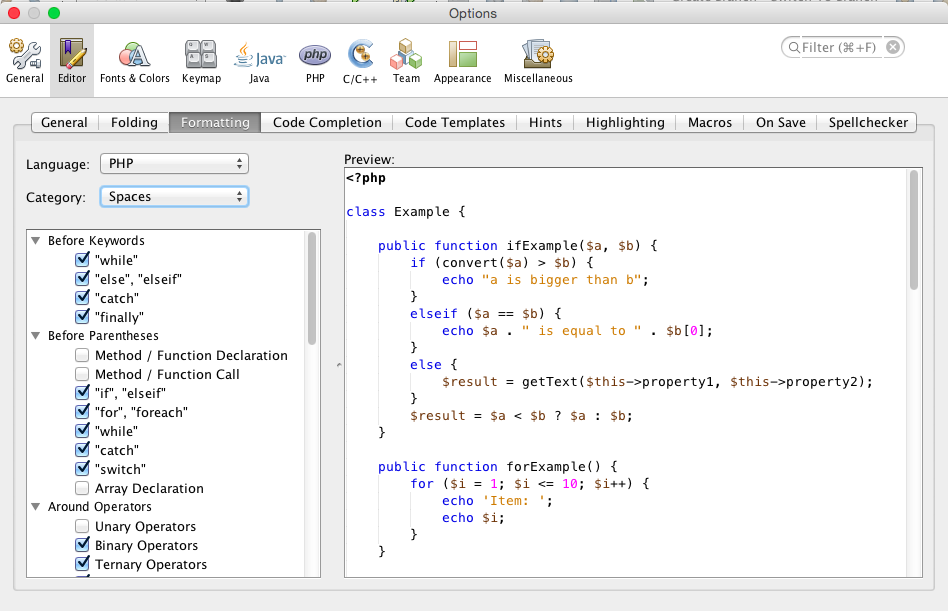 Options
Filter (⌘+F)
General
Editor
Fonts & Colors
Keymap
Java
Java
php
PHP
C/C++
Team
Appearance
Miscellaneous
General
Folding
Formatting
Code Completion
Code Templates
Hints
Highlighting
Macros
On Save
Spellchecker
Language:
PHP
Category:
Spaces
Before Keywords
"while"
"else", "elseif"
"catch"
"finally"
Before Parentheses
Method / Function Declaration
Method / Function Call
"if", "elseif"
"for", "foreach"
"while"
"catch"
"switch"
Array Declaration
Around Operators
Unary Operators
Binary Operators
Ternary Operators
Preview:
<?php
class Example {
public function ifExample($a, $b) {
if (convert($a) > $b) {
echo "a is bigger than b";
}
elseif ($a == $b) {
echo $a . " is equal to " . $b[0];
}
else {
$result = getText($this->property1, $this->property2);
}
$result = $a < $b ? $a : $b;
}
public function forExample() {
for ($i = 1; $i <= 10; $i++) {
echo 'Item: ';
echo $i;
}
}